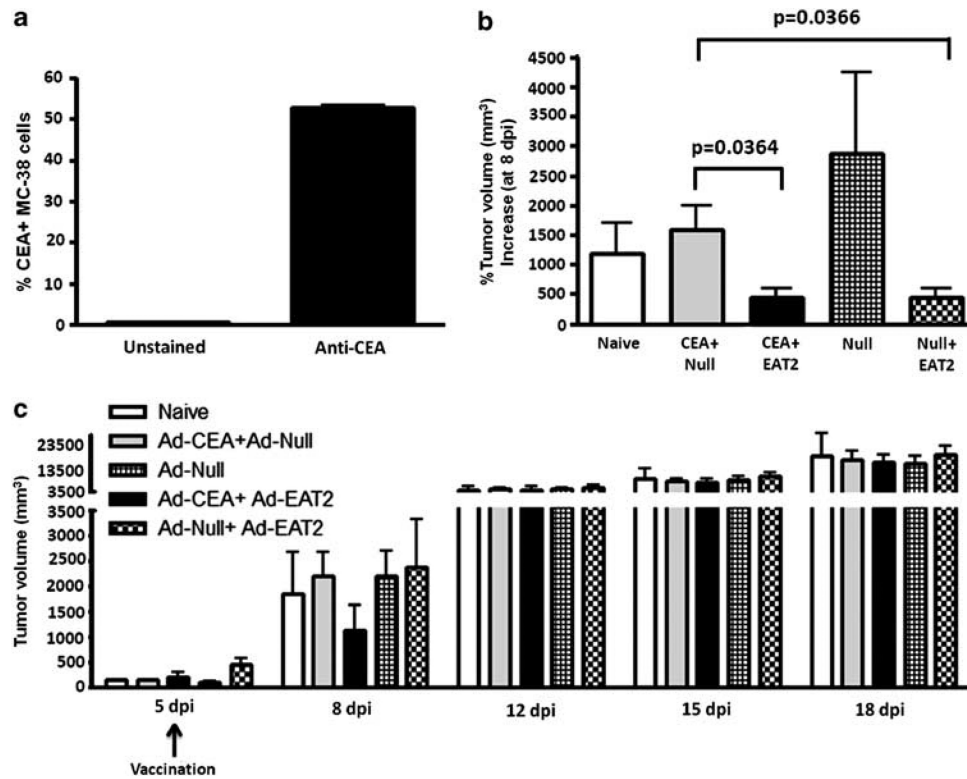 a
% CEA+ MC-38 cells
60
50
40
30
20
10
0
Unstained
Anti-CEA
b
p=0.0366
p=0.0364
%Tumor volume (mm³)
Increase (at 8 dpi)
4500
4000
3500
3000
2500
2000
1500
1000
500
0
Naive
CEA+
Null
CEA+
EAT2
Null
Null+
EAT2
c
Naive
Ad-CEA+Ad-Null
Ad-Null
Ad-CEA+ Ad-EAT2
Ad-Null+ Ad-EAT2
Tumor volume (mm³)
23500
13500
3500
3500
3000
2500
2000
1500
1000
500
0
5 dpi
8 dpi
12 dpi
15 dpi
18 dpi
Vaccination